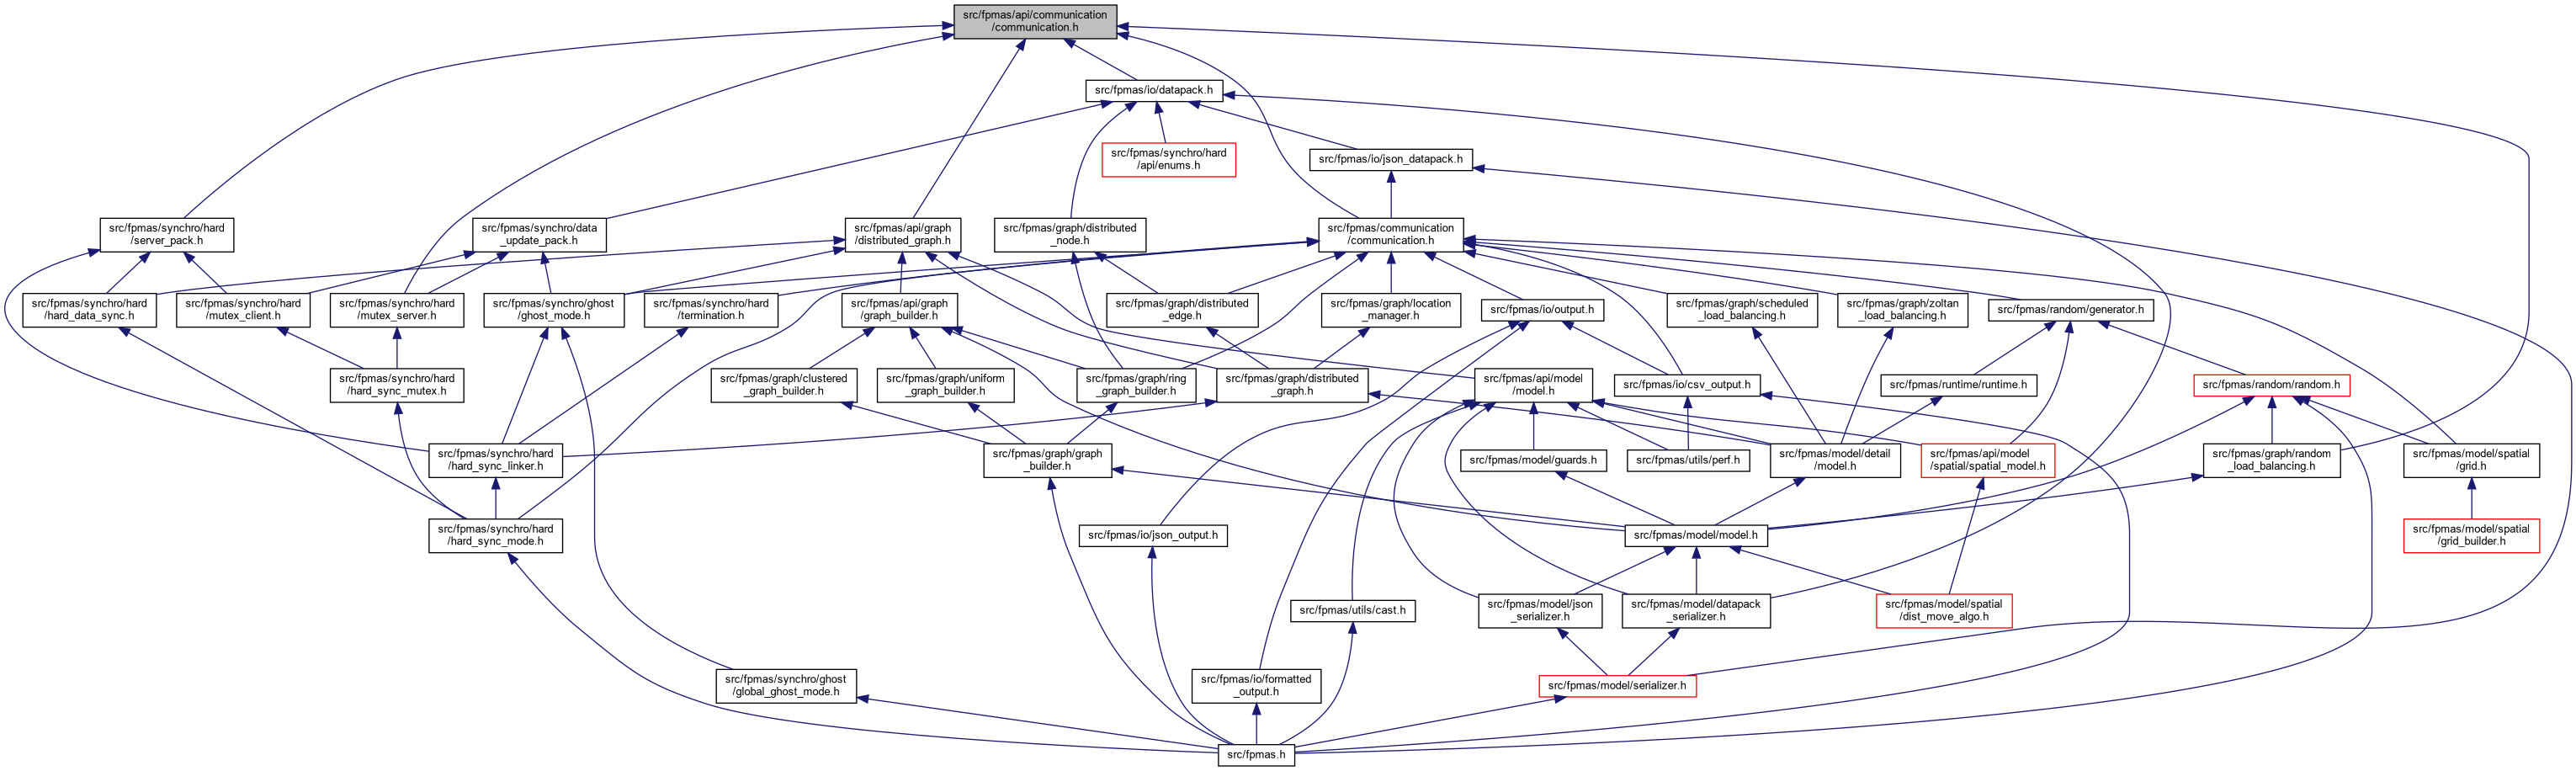 src/fpmas/api/communication
/communication.h
src/fpmas/io/datapack.h
src/fpmas/synchro/hard
/api/enums.h
src/fpmas/io/json_datapack.h
src/fpmas/synchro/hard
/server_pack.h
src/fpmas/synchro/data
_update_pack.h
src/fpmas/api/graph
/distributed_graph.h
src/fpmas/graph/distributed
_node.h
src/fpmas/communication
/communication.h
src/fpmas/synchro/hard
/hard_data_sync.h
src/fpmas/synchro/hard
/mutex_client.h
src/fpmas/synchro/hard
/mutex_server.h
src/fpmas/synchro/ghost
/ghost_mode.h
src/fpmas/synchro/hard
/termination.h
src/fpmas/api/graph
/graph_builder.h
src/fpmas/graph/distributed
_edge.h
src/fpmas/graph/location
_manager.h
src/fpmas/io/output.h
src/fpmas/graph/scheduled
_load_balancing.h
src/fpmas/graph/zoltan
_load_balancing.h
src/fpmas/random/generator.h
src/fpmas/synchro/hard
/hard_sync_mutex.h
src/fpmas/graph/clustered
_graph_builder.h
src/fpmas/graph/uniform
_graph_builder.h
src/fpmas/graph/ring
_graph_builder.h
src/fpmas/graph/distributed
_graph.h
src/fpmas/api/model
/model.h
src/fpmas/io/csv_output.h
src/fpmas/runtime/runtime.h
src/fpmas/random/random.h
src/fpmas/synchro/hard
/hard_sync_linker.h
src/fpmas/graph/graph
_builder.h
src/fpmas/model/guards.h
src/fpmas/utils/perf.h
src/fpmas/model/detail
/model.h
src/fpmas/api/model
/spatial/spatial_model.h
src/fpmas/graph/random
_load_balancing.h
src/fpmas/model/spatial
/grid.h
src/fpmas/synchro/hard
/hard_sync_mode.h
src/fpmas/io/json_output.h
src/fpmas/model/model.h
src/fpmas/model/spatial
/grid_builder.h
src/fpmas/utils/cast.h
src/fpmas/model/json
_serializer.h
src/fpmas/model/datapack
_serializer.h
src/fpmas/model/spatial
/dist_move_algo.h
src/fpmas/synchro/ghost
/global_ghost_mode.h
src/fpmas/io/formatted
_output.h
src/fpmas/model/serializer.h
src/fpmas.h